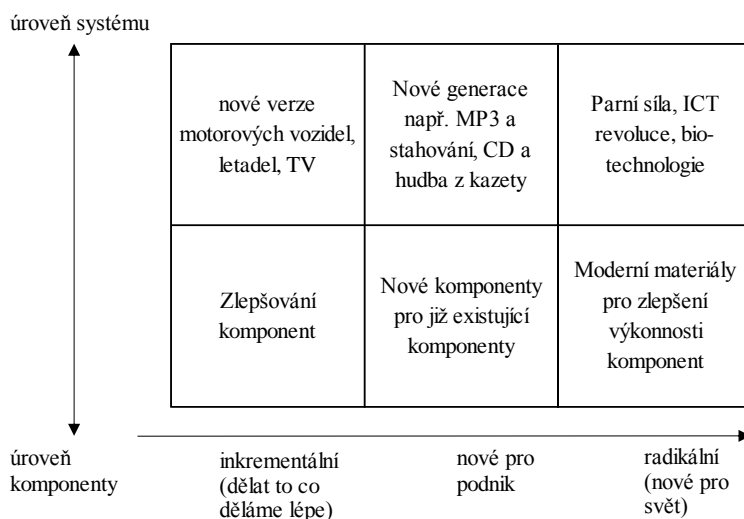 úroveň systému
nové verze
motorových vozidel,
letadel, TV
Nové generace
např. MP3 a
stahování, CD a
hudba z kazety
Parní síla, ICT
revoluce, bio-
technologie
Zlepšování
komponent
Nové komponenty
pro již existující
komponenty
Moderní materiály
pro zlepšení
výkonnosti
komponent
úroveň
komponenty
inkrementální
(dělat to co
děláme lépe)
nové pro
podnik
radikální
(nové pro
svět)